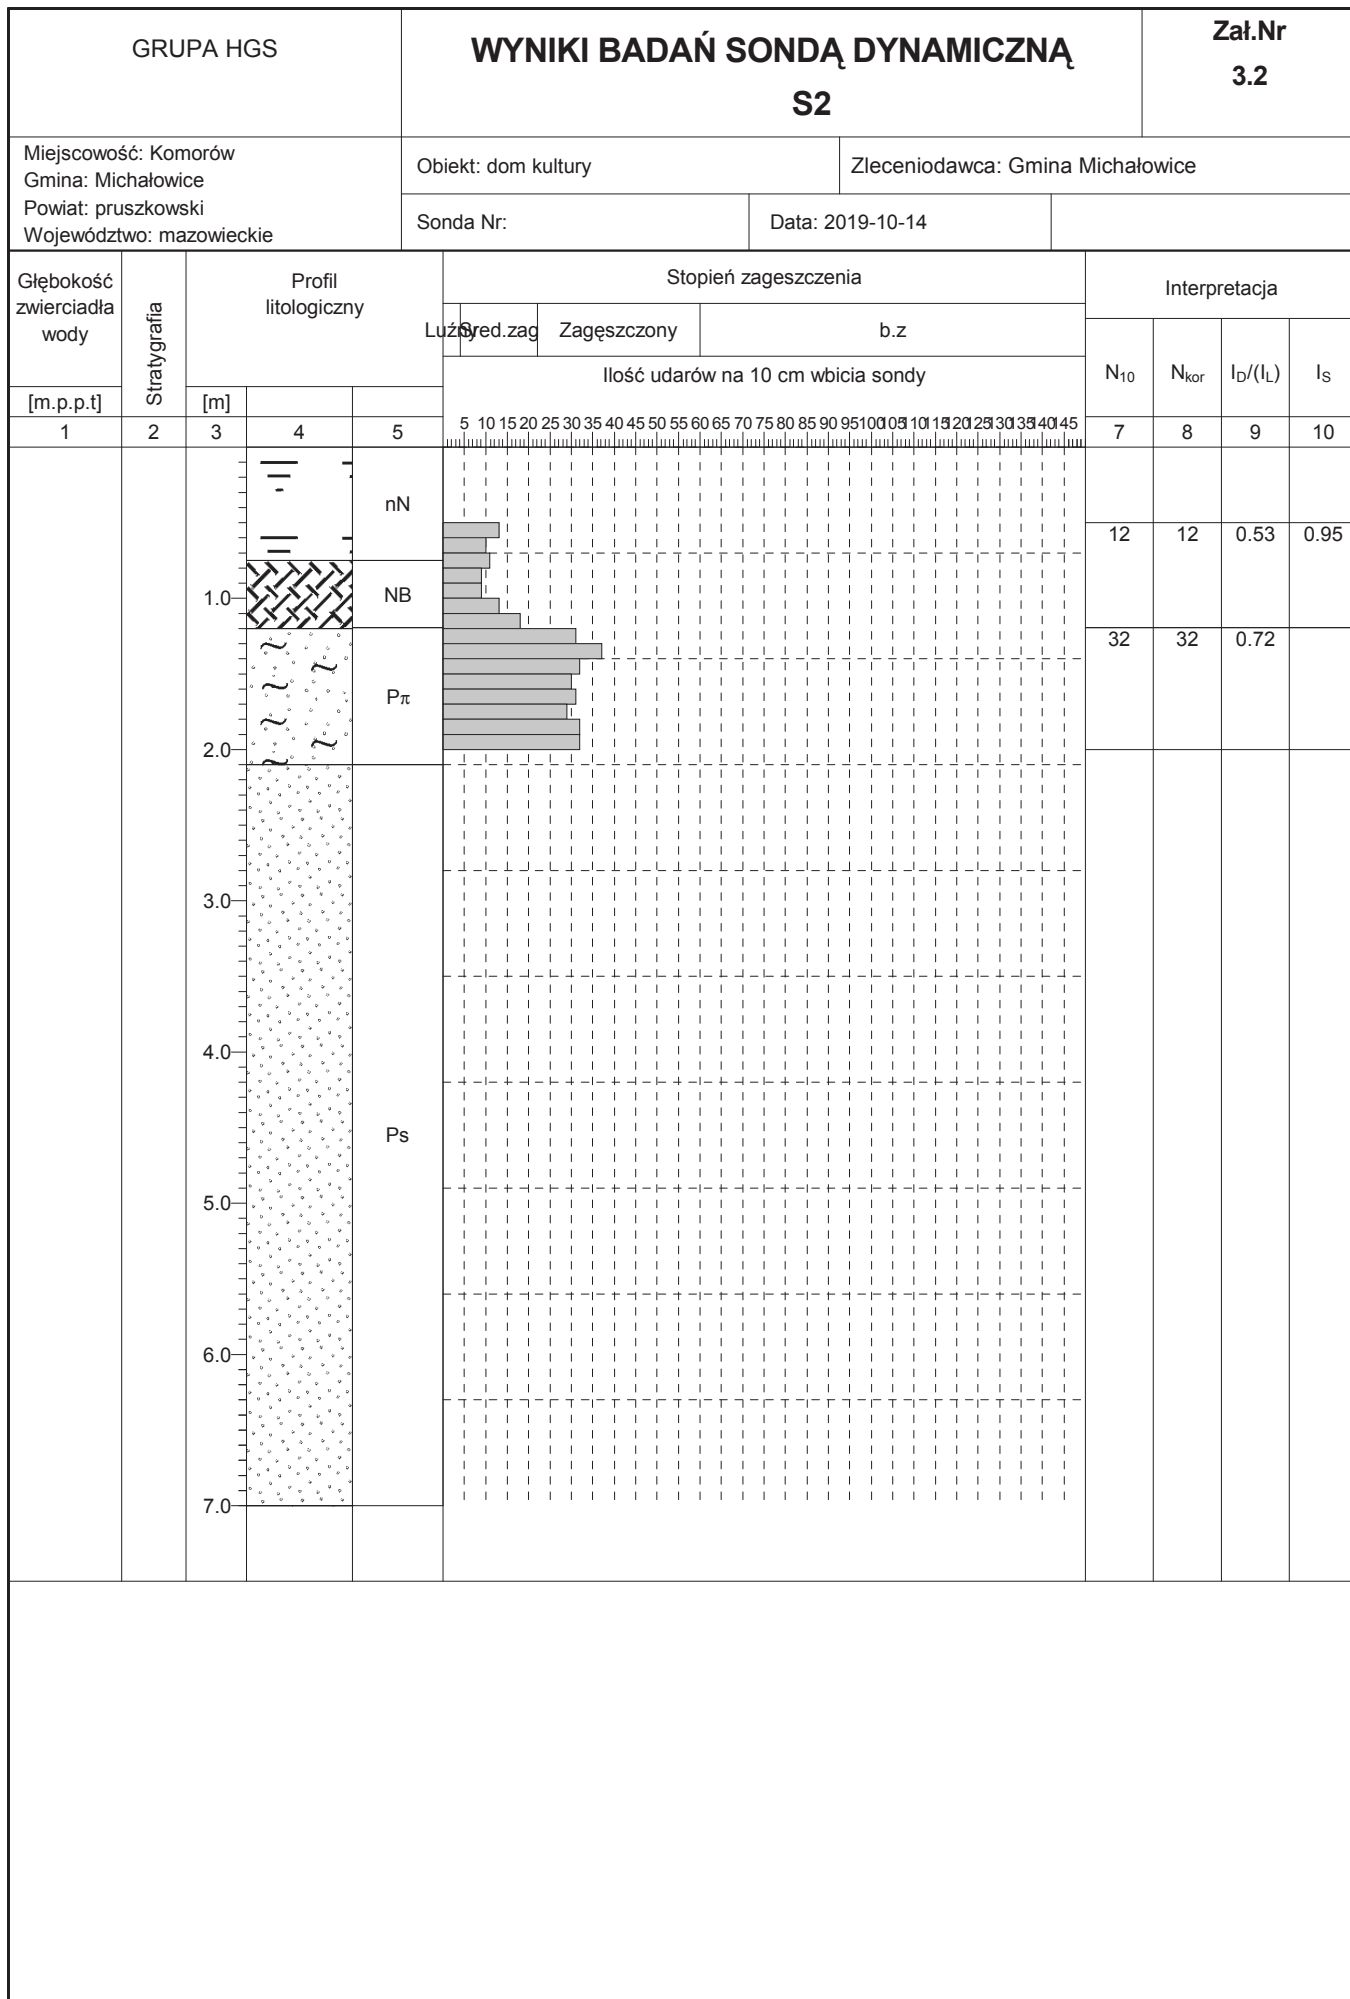 GRUPA HGS
WYNIKI BADAŃ SONDĄ DYNAMICZNĄ
S2
Zał.Nr
3.2
Miejscowość: Komorów
Gmina: Michałowice
Powiat: pruszkowski
Województwo: mazowieckie
Obiekt: dom kultury
Zleceniodawca: Gmina Michałowice
Sonda Nr:
Data: 2019-10-14
Głębokość
zwierciadła
wody
[m.p.p.t]
Stratygrafia
Profil
litologiczny
[m]
Stopień zageszczenia
Luźny Sred.zag Zagęszczony b.z
Ilość udarów na 10 cm wbicia sondy
Interpretacja
N10 Nkor ID/(IL) IS
1 2 3 4 5
5 10 15 20 25 30 35 40 45 50 55 60 65 70 75 80 85 90 95 100 105 110 115 120 125 130 135 140 145
7 8 9 10
nN
12 12 0.53 0.95
1.0
NB
32 32 0.72
Pπ
2.0
3.0
4.0
Ps
5.0
6.0
7.0